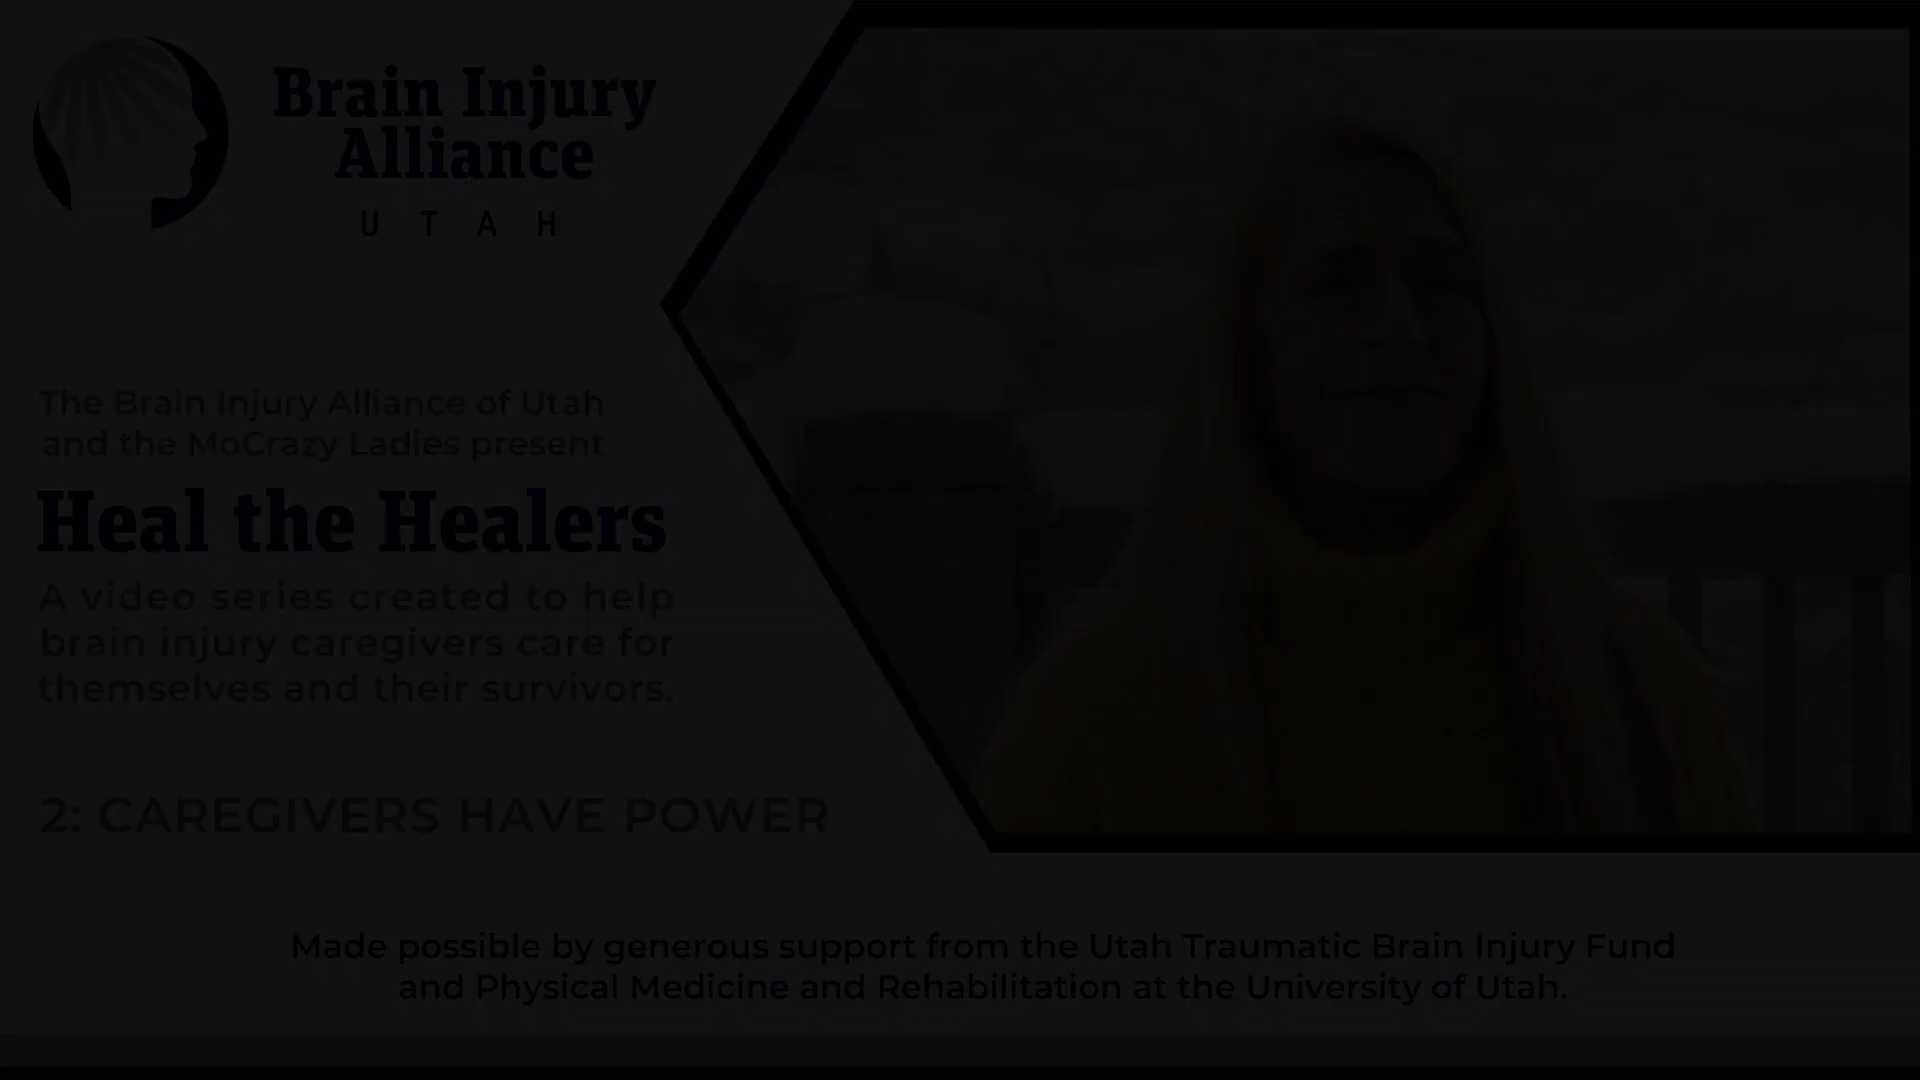 Brain Injury
Alliance
UTAH
The Brain Injury Alliance of Utah
and the MoCrazy Ladies present
Heal the Healers
A video series created to help
brain injury caregivers care for
themselves and their survivors.
2: CAREGIVERS HAVE POWER
Made possible by generous support from the Utah Traumatic Brain Injury Fund
and Physical Medicine and Rehabilitation at the University of Utah.